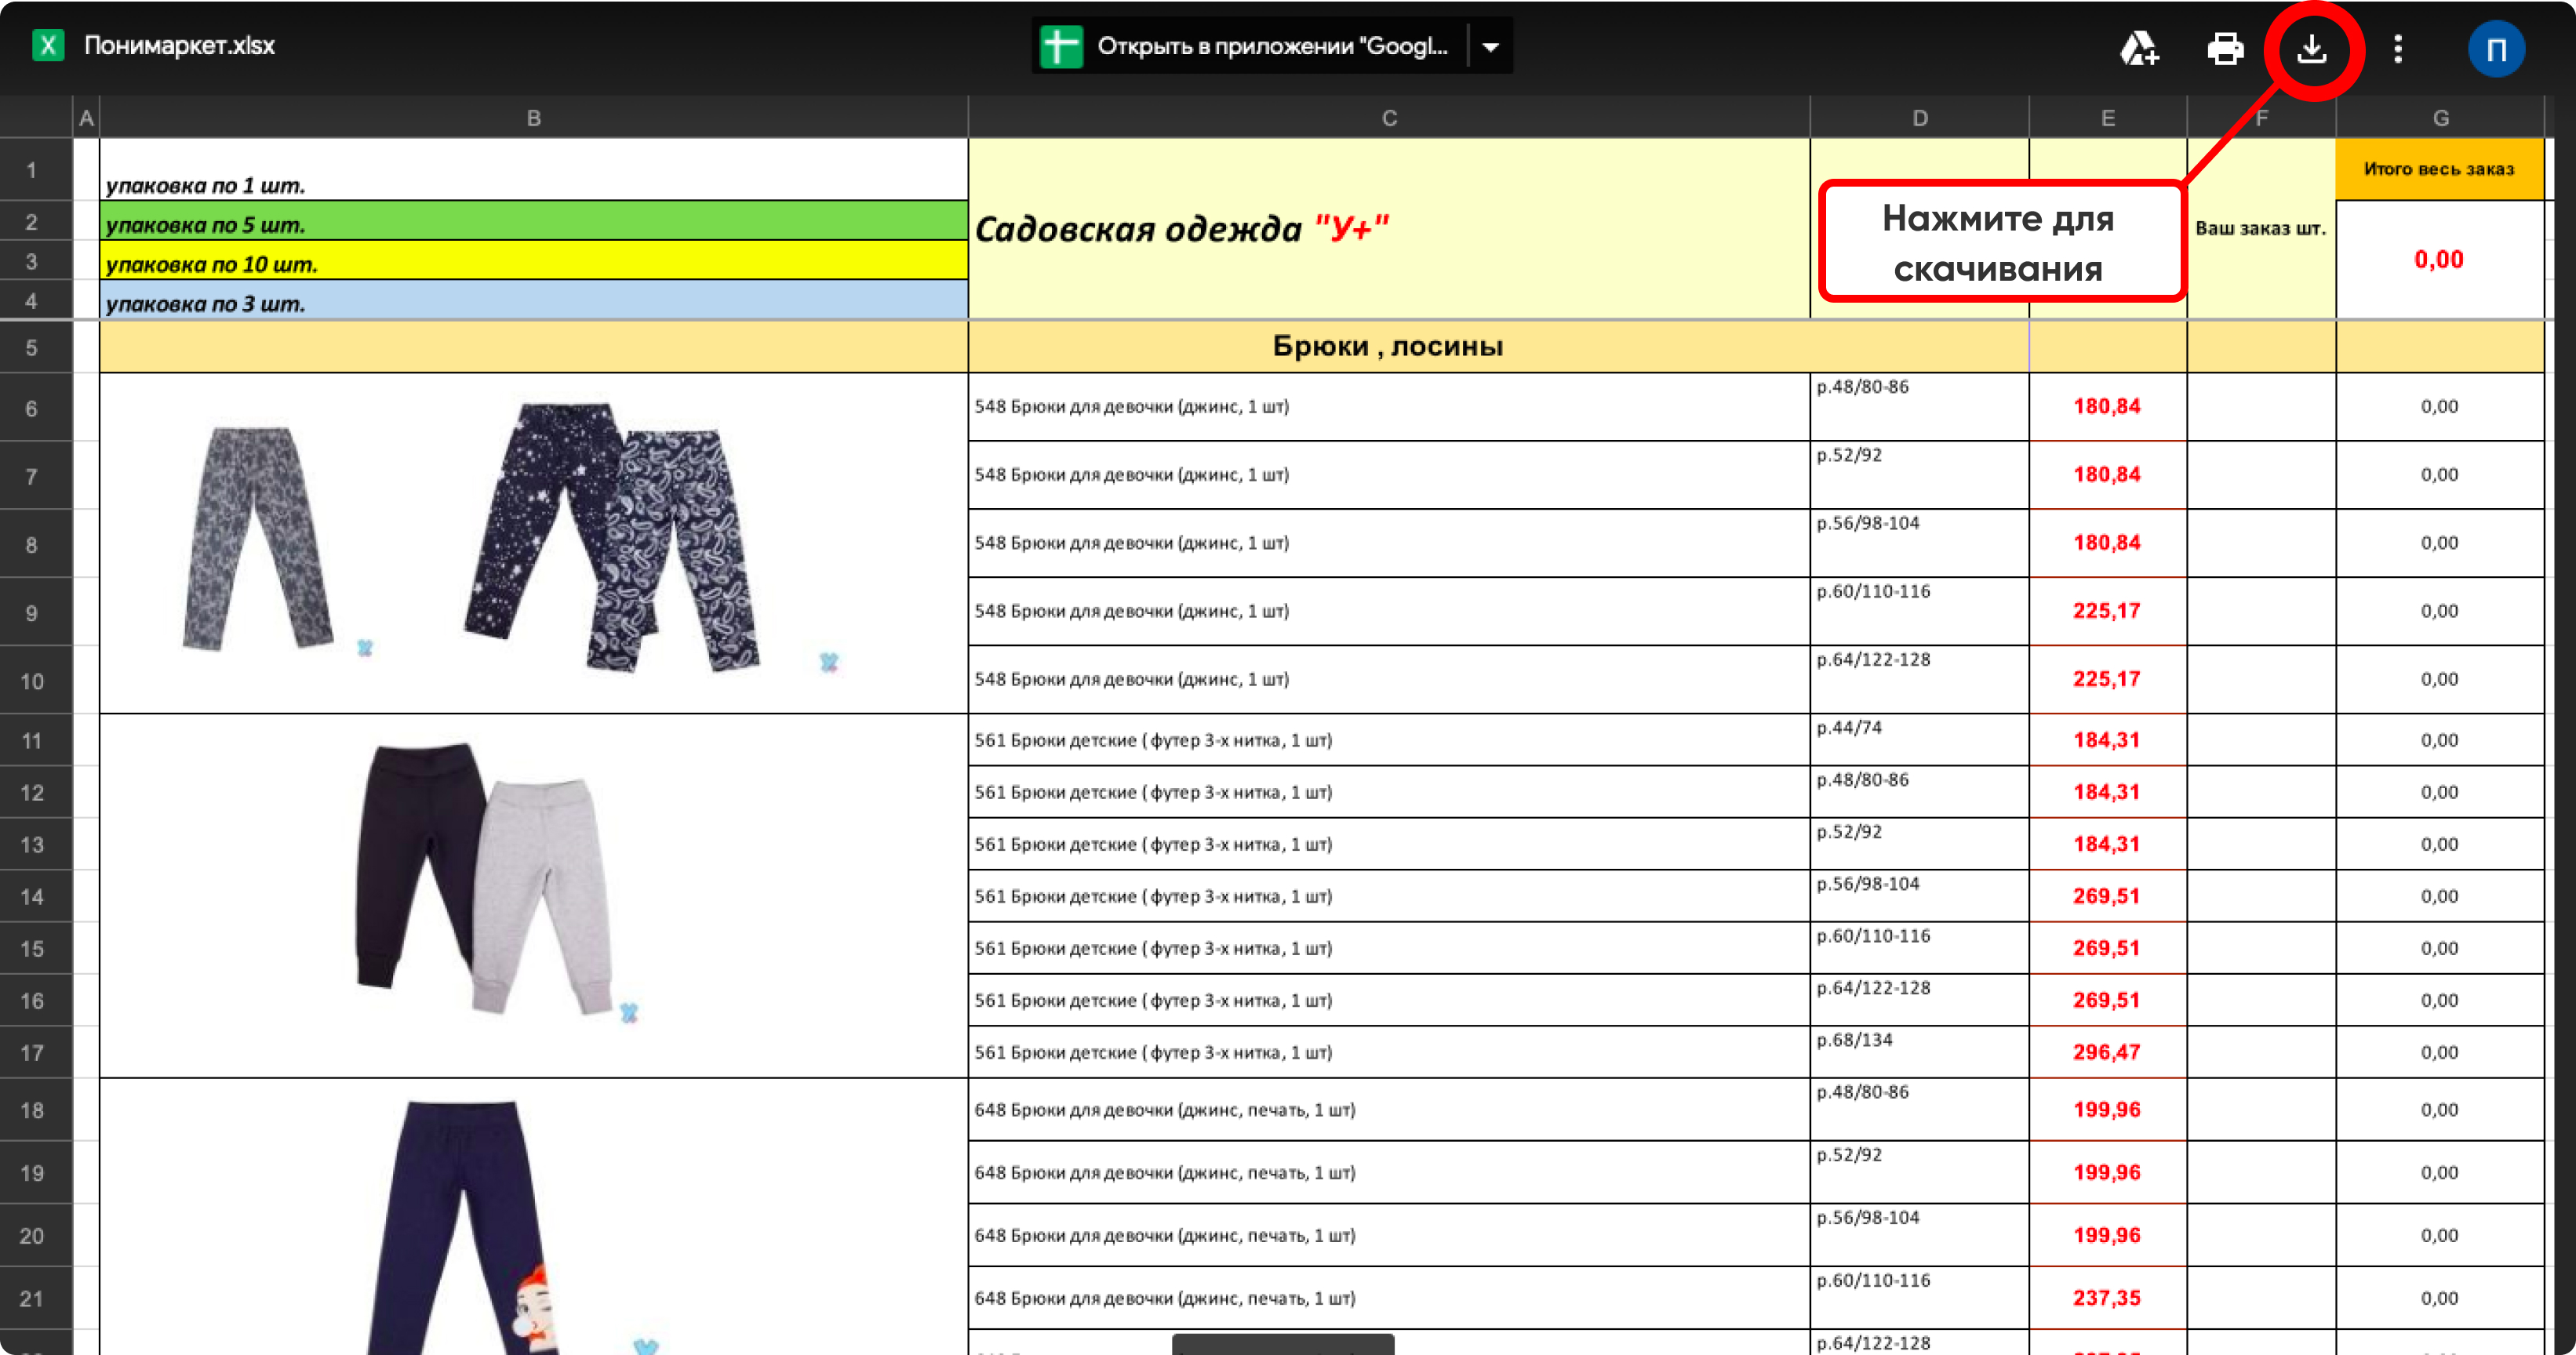 X Понимаркет.xlsx
Открыть в приложении "Googl...
П
A B C D E F G
1 упаковка по 1 шт.
2 упаковка по 5 шт.
3 упаковка по 10 шт.
4 упаковка по 3 шт.
Садовская одежда "У+"
Нажмите для
скачивания
Ваш заказ шт.
Итого весь заказ
0,00
5 Брюки , лосины
6 548 Брюки для девочки (джинс, 1 шт) р.48/80-86 180,84 0,00
7 548 Брюки для девочки (джинс, 1 шт) р.52/92 180,84 0,00
8 548 Брюки для девочки (джинс, 1 шт) р.56/98-104 180,84 0,00
9 548 Брюки для девочки (джинс, 1 шт) р.60/110-116 225,17 0,00
10 548 Брюки для девочки (джинс, 1 шт) р.64/122-128 225,17 0,00
11 561 Брюки детские ( футер 3-х нитка, 1 шт) р.44/74 184,31 0,00
12 561 Брюки детские ( футер 3-х нитка, 1 шт) р.48/80-86 184,31 0,00
13 561 Брюки детские ( футер 3-х нитка, 1 шт) р.52/92 184,31 0,00
14 561 Брюки детские ( футер 3-х нитка, 1 шт) р.56/98-104 269,51 0,00
15 561 Брюки детские ( футер 3-х нитка, 1 шт) р.60/110-116 269,51 0,00
16 561 Брюки детские ( футер 3-х нитка, 1 шт) р.64/122-128 269,51 0,00
17 561 Брюки детские ( футер 3-х нитка, 1 шт) р.68/134 296,47 0,00
18 648 Брюки для девочки (джинс, печать, 1 шт) р.48/80-86 199,96 0,00
19 648 Брюки для девочки (джинс, печать, 1 шт) р.52/92 199,96 0,00
20 648 Брюки для девочки (джинс, печать, 1 шт) р.56/98-104 199,96 0,00
21 648 Брюки для девочки (джинс, печать, 1 шт) р.60/110-116 237,35 0,00
р.64/122-128